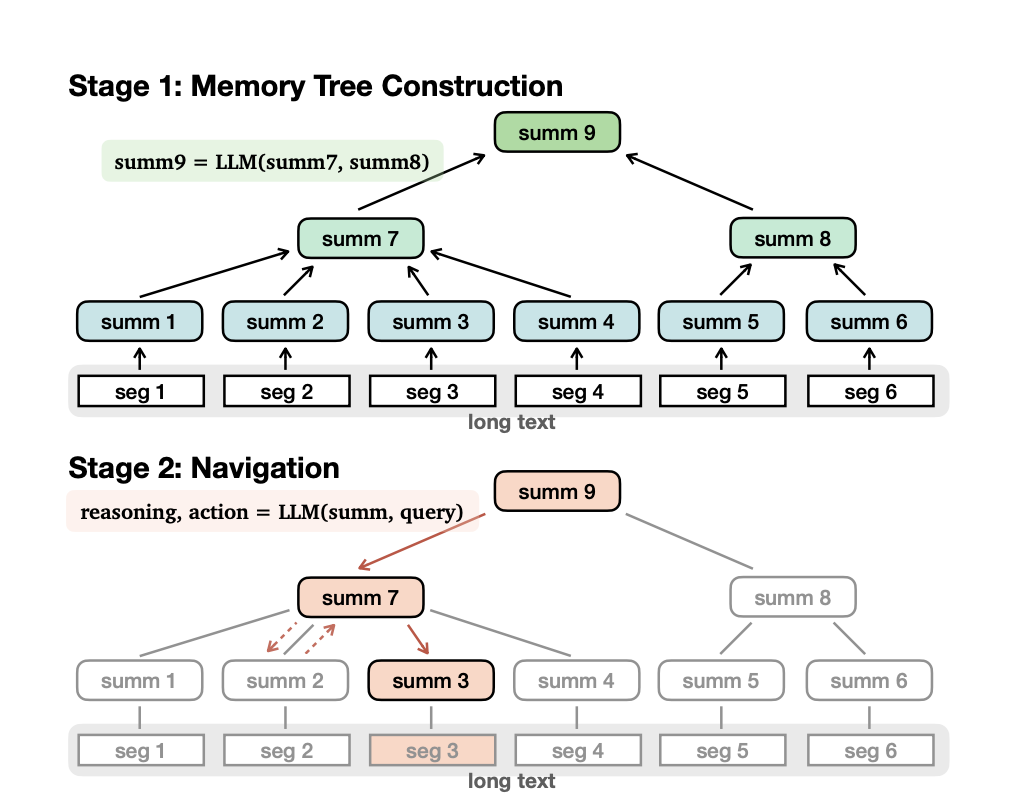 Stage 1: Memory Tree Construction
summ 9
summ9 = LLM(summ7, summ8)
summ 7
summ 8
summ 1
summ 2
summ 3
summ 4
summ 5
summ 6
seg 1
seg 2
seg 3
seg 4
seg 5
seg 6
long text
Stage 2: Navigation
summ 9
reasoning, action = LLM(summ, query)
summ 7
summ 8
summ 1
summ 2
summ 3
summ 4
summ 5
summ 6
seg 1
seg 2
seg 3
seg 4
seg 5
seg 6
long text